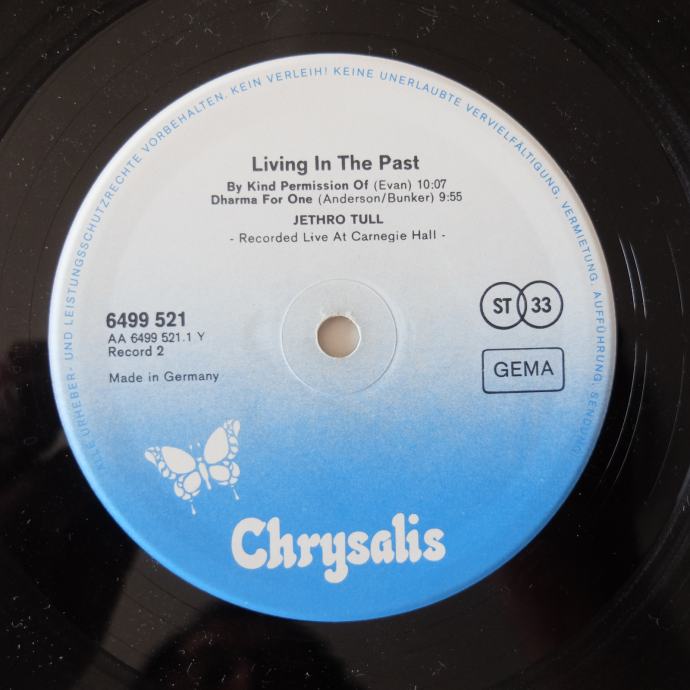 ALLE URHEBER- UND LEISTUNGSSCHUTZRECHTE VORBEHALTEN. KEIN VERLEIH! KEINE UNERLAUBTE VERVIELFÄLTIGUNG, VERMIETUNG, AUFFÜHRUNG, SENDUNG!
Living In The Past
By Kind Permission Of (Evan) 10:07
Dharma For One (Anderson/Bunker) 9:55
JETHRO TULL
- Recorded Live At Carnegie Hall -
6499 521
AA 6499 521.1 Y
Record 2
Made in Germany
ST 33
GEMA
Chrysalis